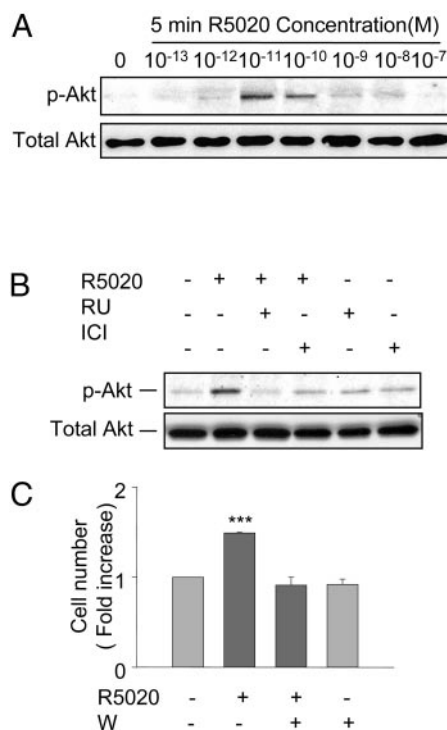 A
5 min R5020 Concentration(M)
0 10-13 10-12 10-11 10-10 10-9 10-8 10-7
p-Akt
Total Akt
B
R5020 - + + + - -
RU - - + - + -
ICI - - - + - +
p-Akt
Total Akt
C
Cell number
( Fold increase)
2
***
1
0
R5020 - + + -
W - - + +